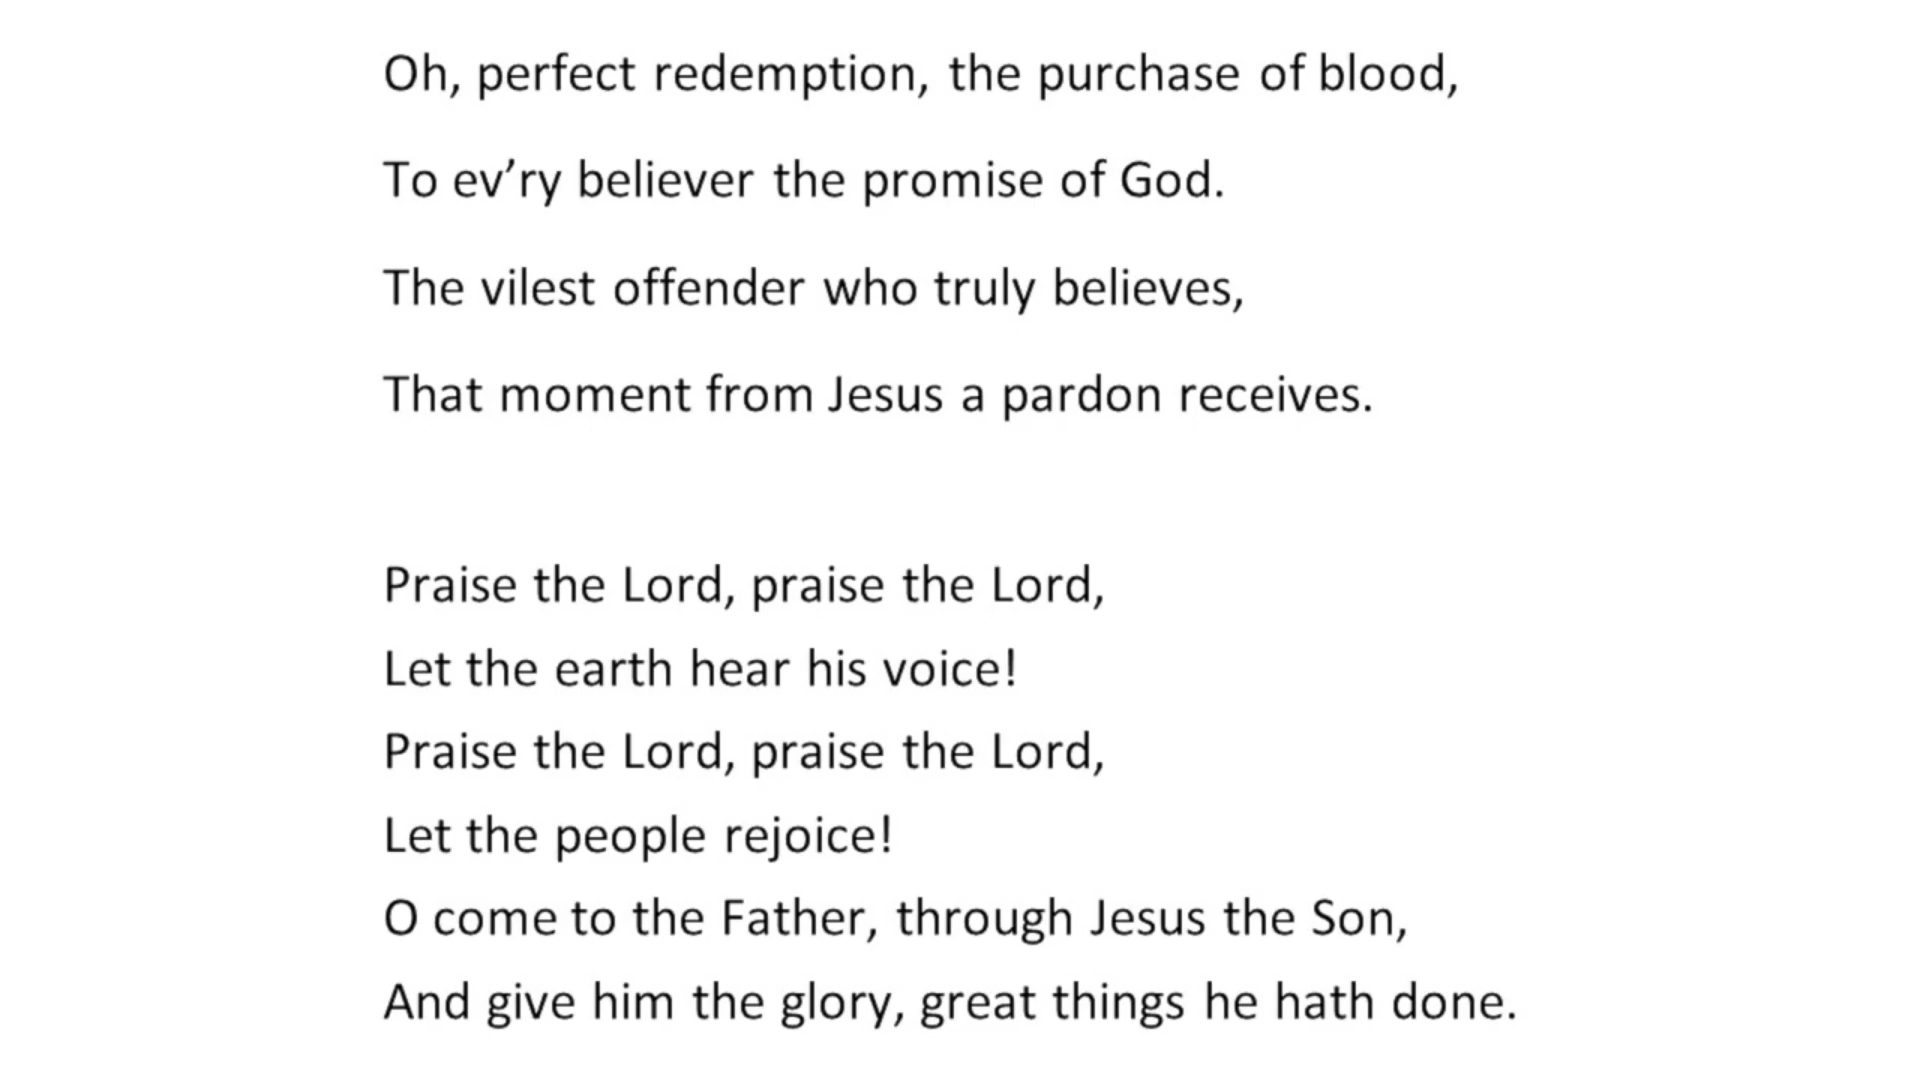 Oh, perfect redemption, the purchase of blood,
To ev’ry believer the promise of God.
The vilest offender who truly believes,
That moment from Jesus a pardon receives.
Praise the Lord, praise the Lord,
Let the earth hear his voice!
Praise the Lord, praise the Lord,
Let the people rejoice!
O come to the Father, through Jesus the Son,
And give him the glory, great things he hath done.